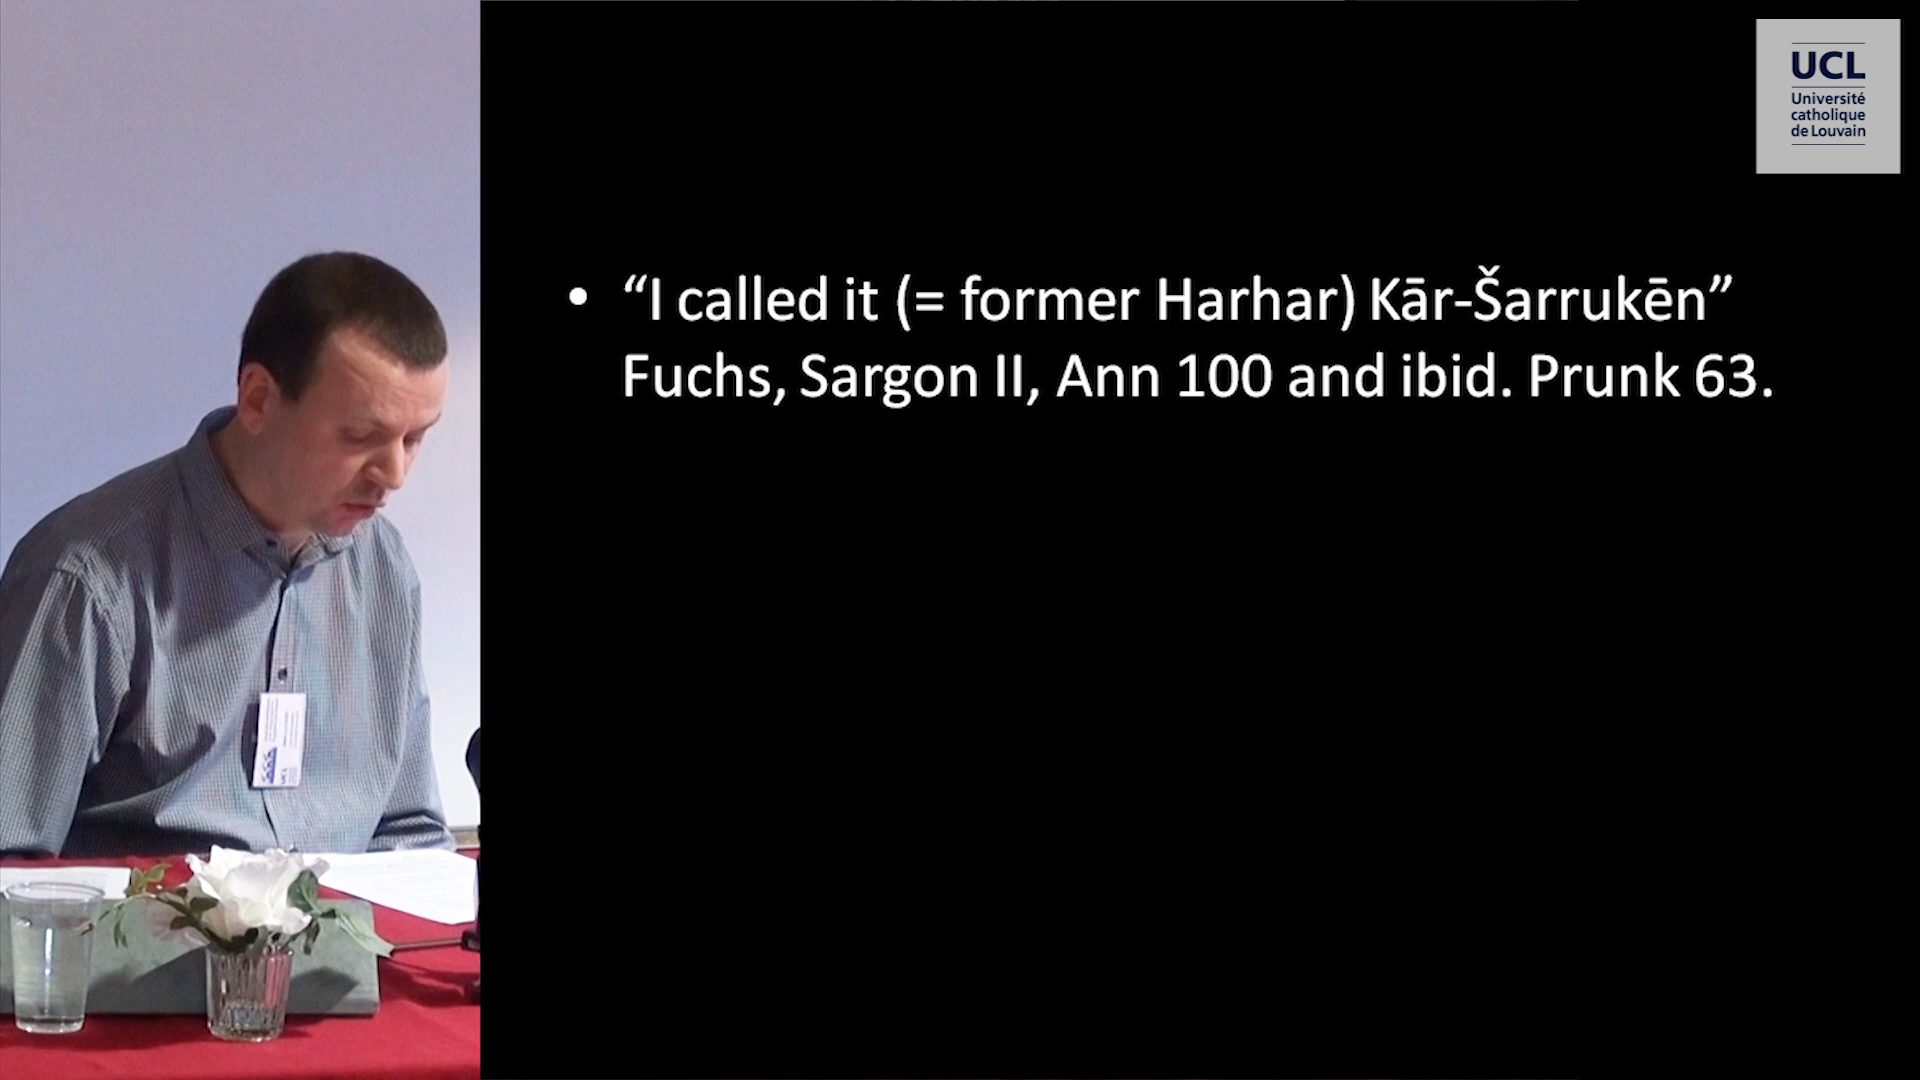 UCL
Université
catholique
de Louvain
• “I called it (= former Harhar) Kār-Šarrukēn”
Fuchs, Sargon II, Ann 100 and ibid. Prunk 63.